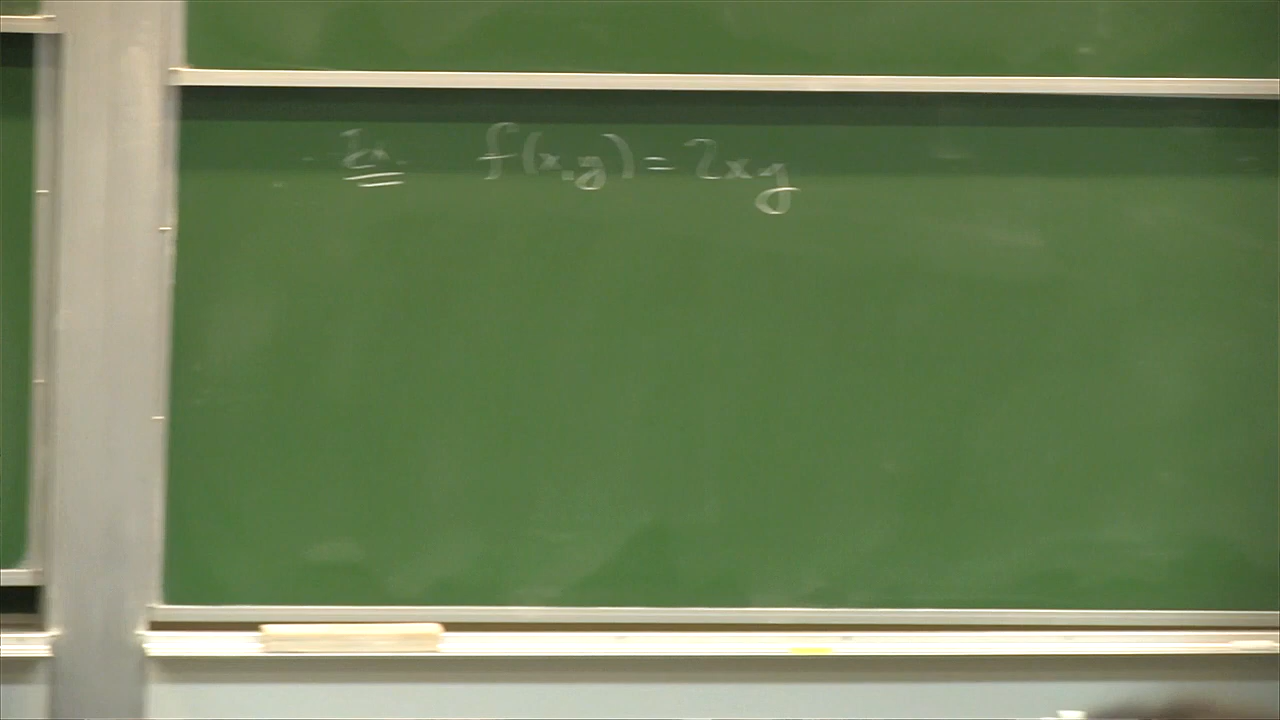 Ex. f(x,y) = 2xy